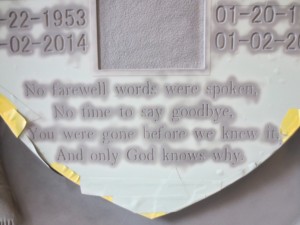 -22-1953 01-20-1
-02-2014 01-02-2
No farewell words were spoken,
No time to say goodbye,
You were gone before we knew it,
And only God knows why.